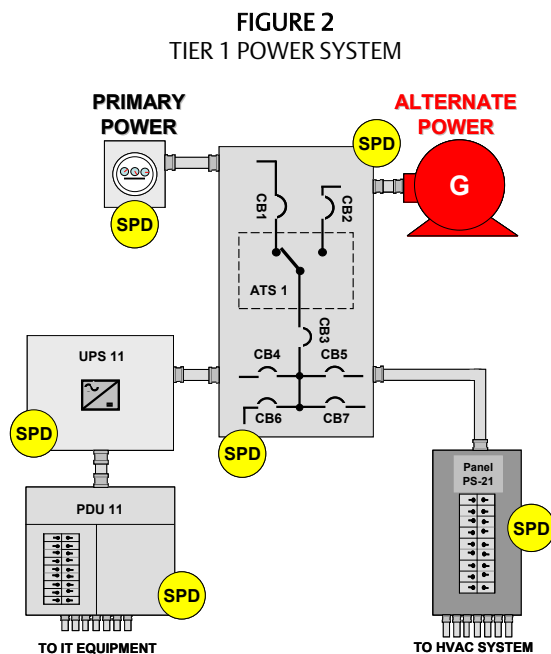 FIGURE 2
TIER 1 POWER SYSTEM
PRIMARY
POWER
ALTERNATE
POWER
SPD
SPD
G
CB1
CB2
ATS 1
CB3
CB4
CB5
CB6
CB7
SPD
UPS 11
SPD
PDU 11
SPD
TO IT EQUIPMENT
Panel
PS-21
SPD
TO HVAC SYSTEM